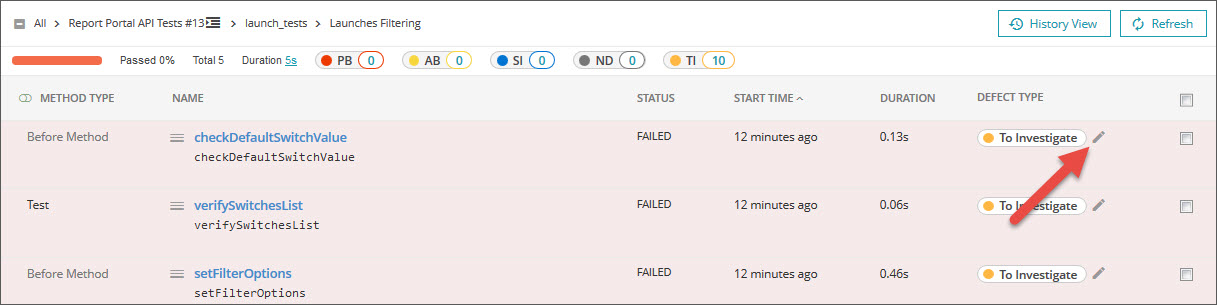 All > Report Portal API Tests #13 > launch_tests > Launches Filtering
History View
Refresh
Passed 0% Total 5 Duration 5s PB 0 AB 0 SI 0 ND 0 TI 10
METHOD TYPE NAME STATUS START TIME DURATION DEFECT TYPE
Before Method checkDefaultSwitchValue FAILED 12 minutes ago 0.13s To Investigate
checkDefaultSwitchValue
Test verifySwitchesList FAILED 12 minutes ago 0.06s To Investigate
verifySwitchesList
Before Method setFilterOptions FAILED 12 minutes ago 0.46s To Investigate
setFilterOptions